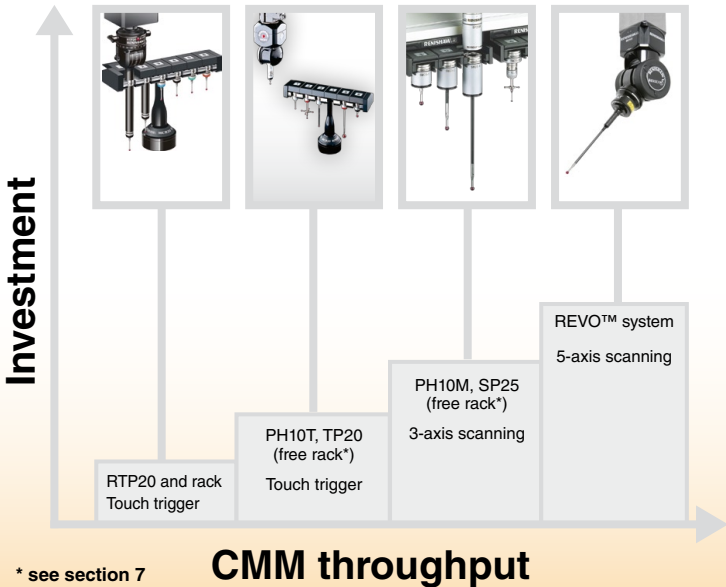 RENISHAW
Investment
REVO™ system
5-axis scanning
PH10M, SP25
(free rack*)
3-axis scanning
PH10T, TP20
(free rack*)
Touch trigger
RTP20 and rack
Touch trigger
* see section 7
CMM throughput